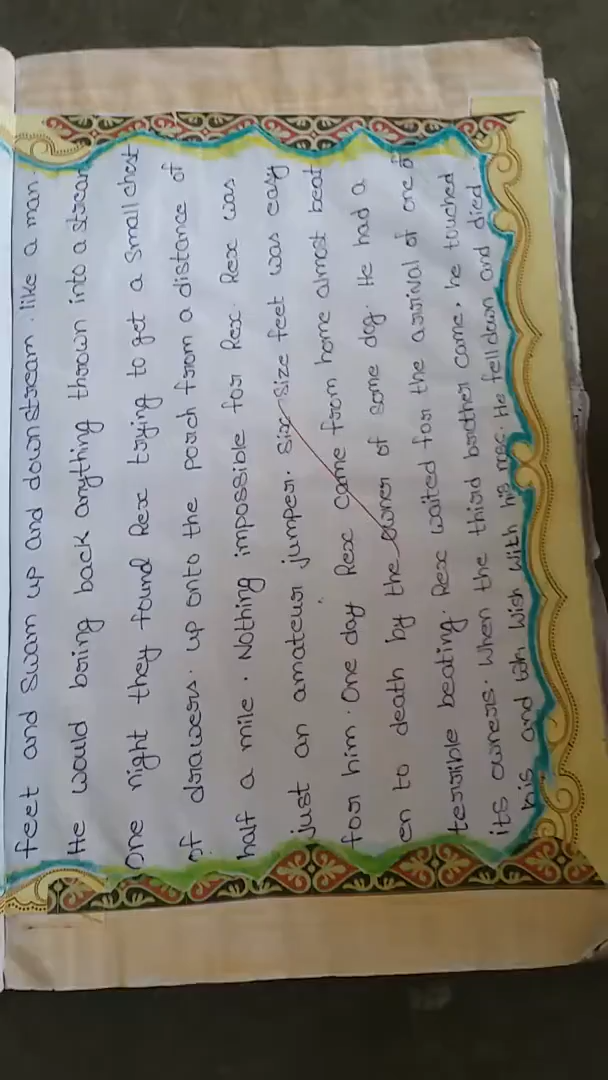 feet and swam up and downstream. like a man.
He would bring back anything thrown into a stream
One night they found Rex trying to get a small chest
of drawers. up onto the porch from a distance of
half a mile. Nothing impossible for Rex. Rex was
just an amateur jumper. Six size feet was easy
for him. One day Rex came from home almost beat
en to death by the owner of some dog. He had a
terrible beating. Rex waited for the arrival of one of
its owners. When the third brother came, he touched
his and with his. He fell down and died.